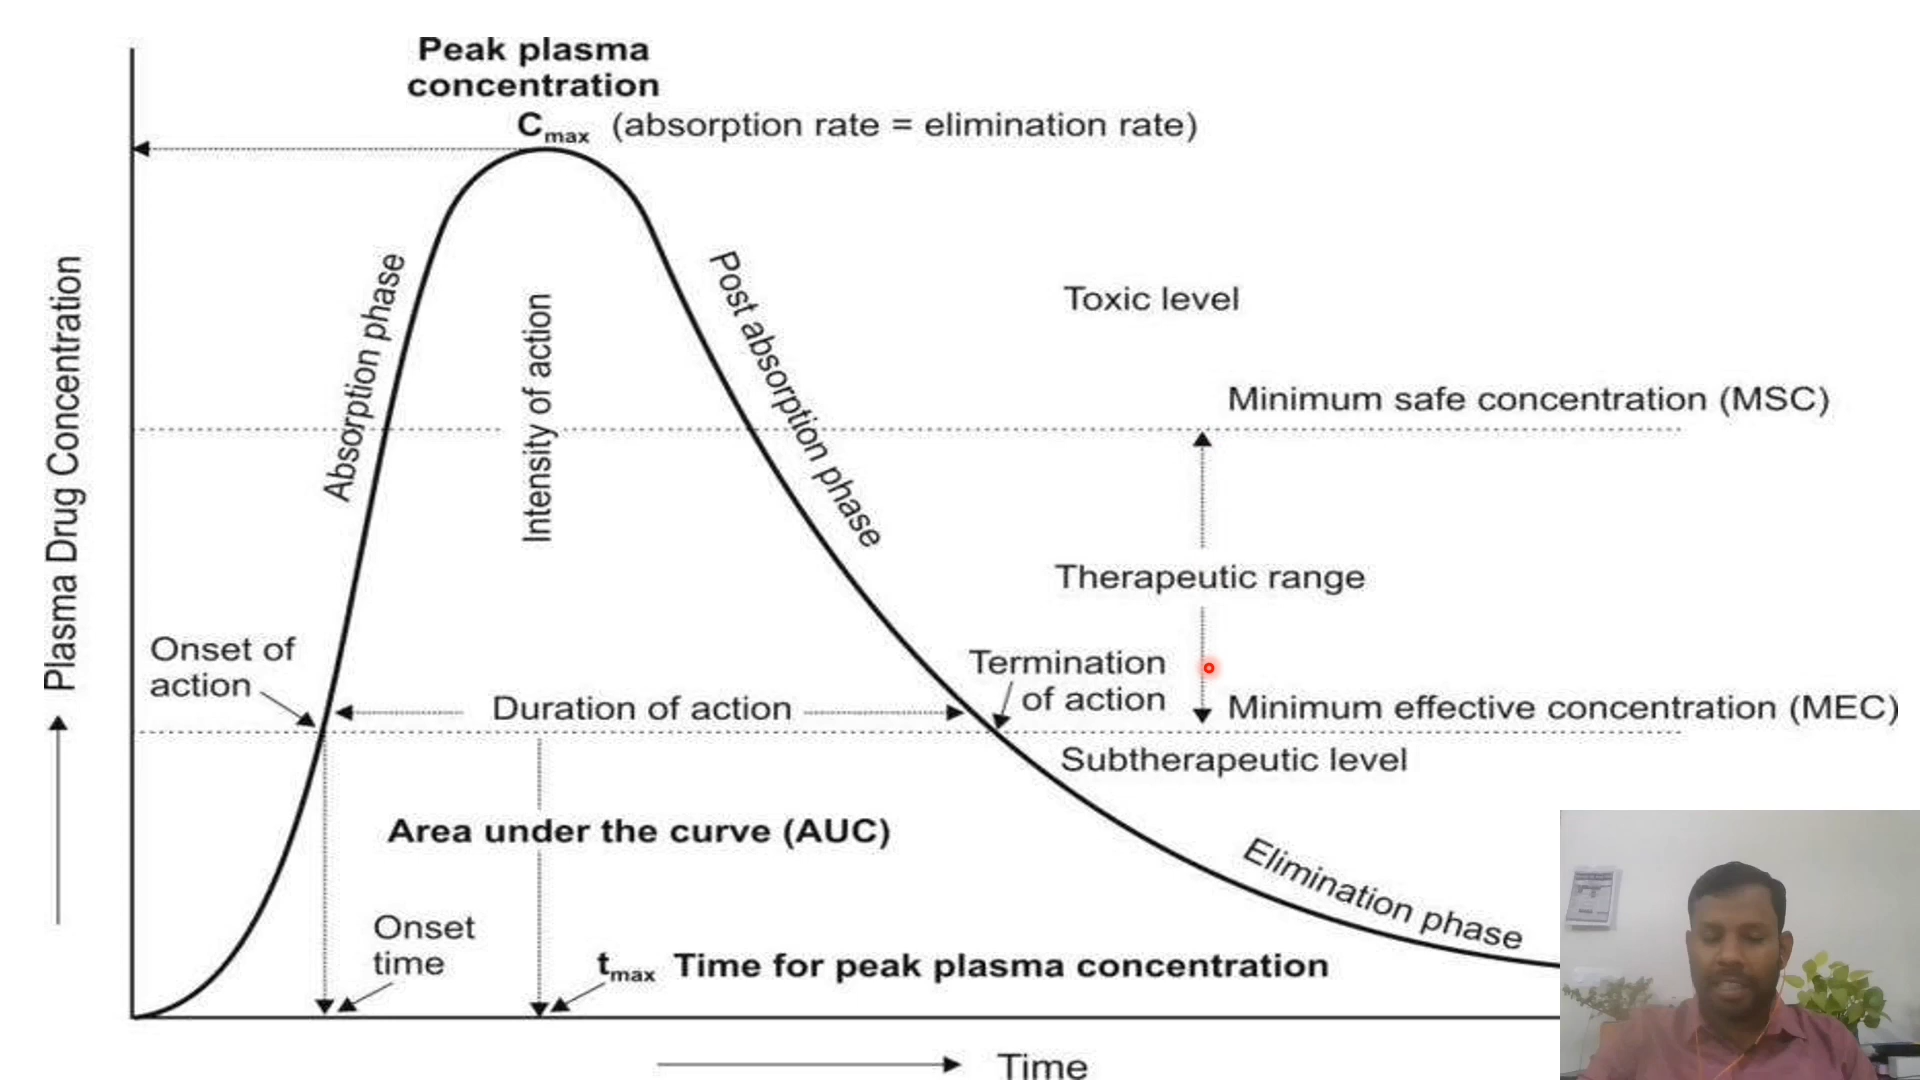 Peak plasma
concentration
Cmax (absorption rate = elimination rate)
Plasma Drug Concentration
Absorption phase
Intensity of action
Post absorption phase
Toxic level
Minimum safe concentration (MSC)
Therapeutic range
Onset of
action
Duration of action
Termination
of action
Minimum effective concentration (MEC)
Subtherapeutic level
Area under the curve (AUC)
Elimination phase
Onset
time
tmax Time for peak plasma concentration
Time